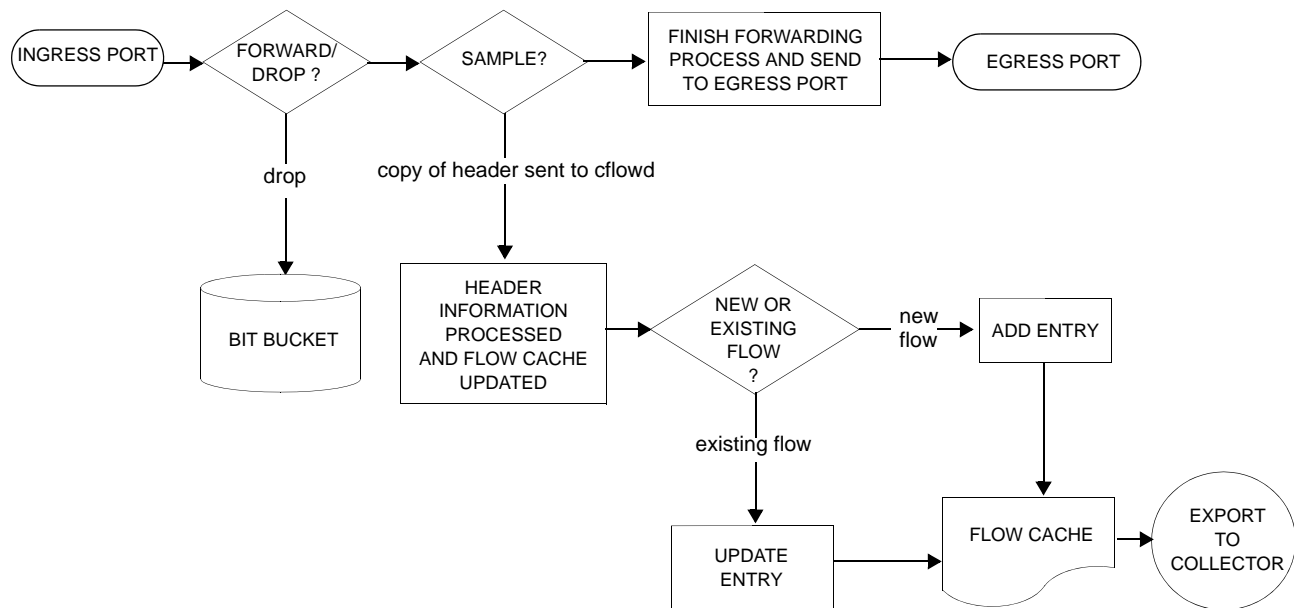 INGRESS PORT
FORWARD/
DROP ?
SAMPLE?
FINISH FORWARDING
PROCESS AND SEND
TO EGRESS PORT
EGRESS PORT
drop
copy of header sent to cflowd
BIT BUCKET
HEADER
INFORMATION
PROCESSED
AND FLOW CACHE
UPDATED
NEW OR
EXISTING
FLOW
?
new
flow
ADD ENTRY
existing flow
UPDATE
ENTRY
FLOW CACHE
EXPORT
TO
COLLECTOR